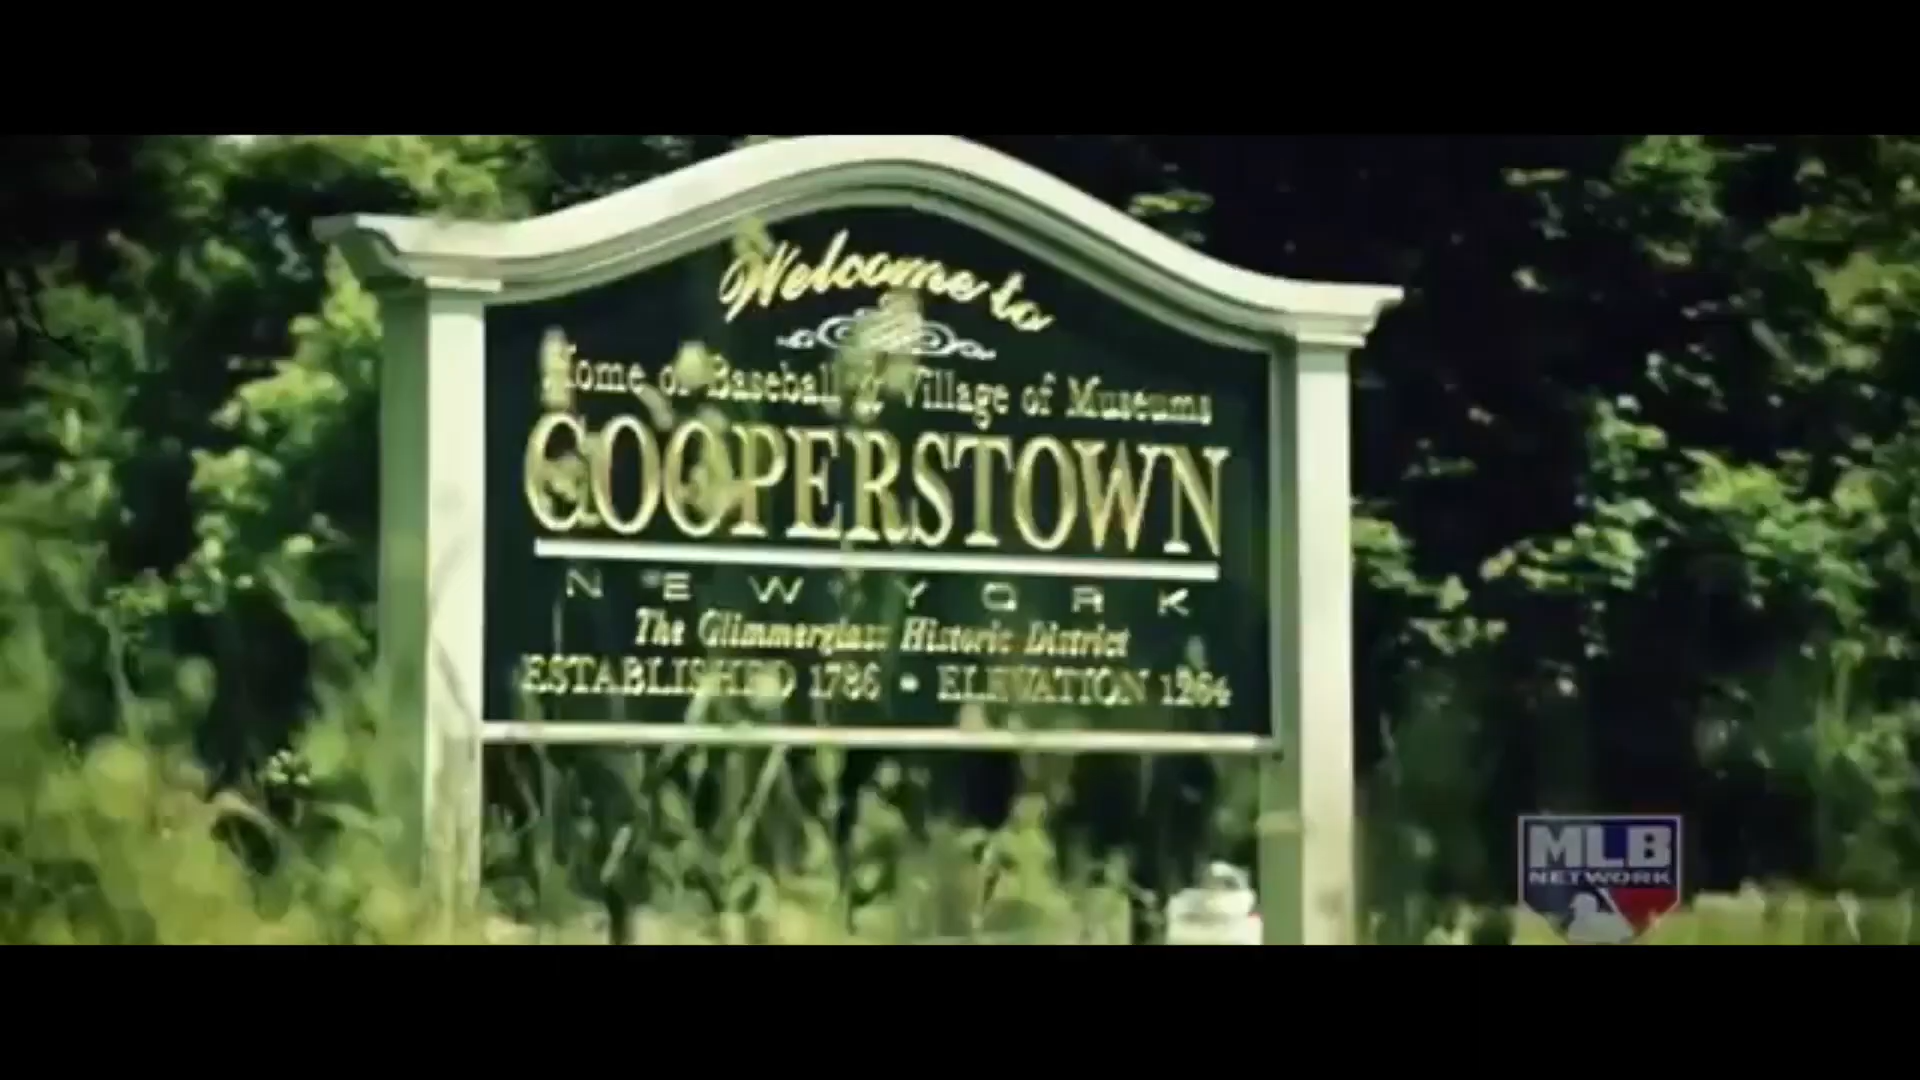 Welcome to
Home of Baseball & Village of Museums
COOPERSTOWN
NEW YORK
The Glimmerglass Historic District
ESTABLISHED 1786 • ELEVATION 1264
MLB
NETWORK